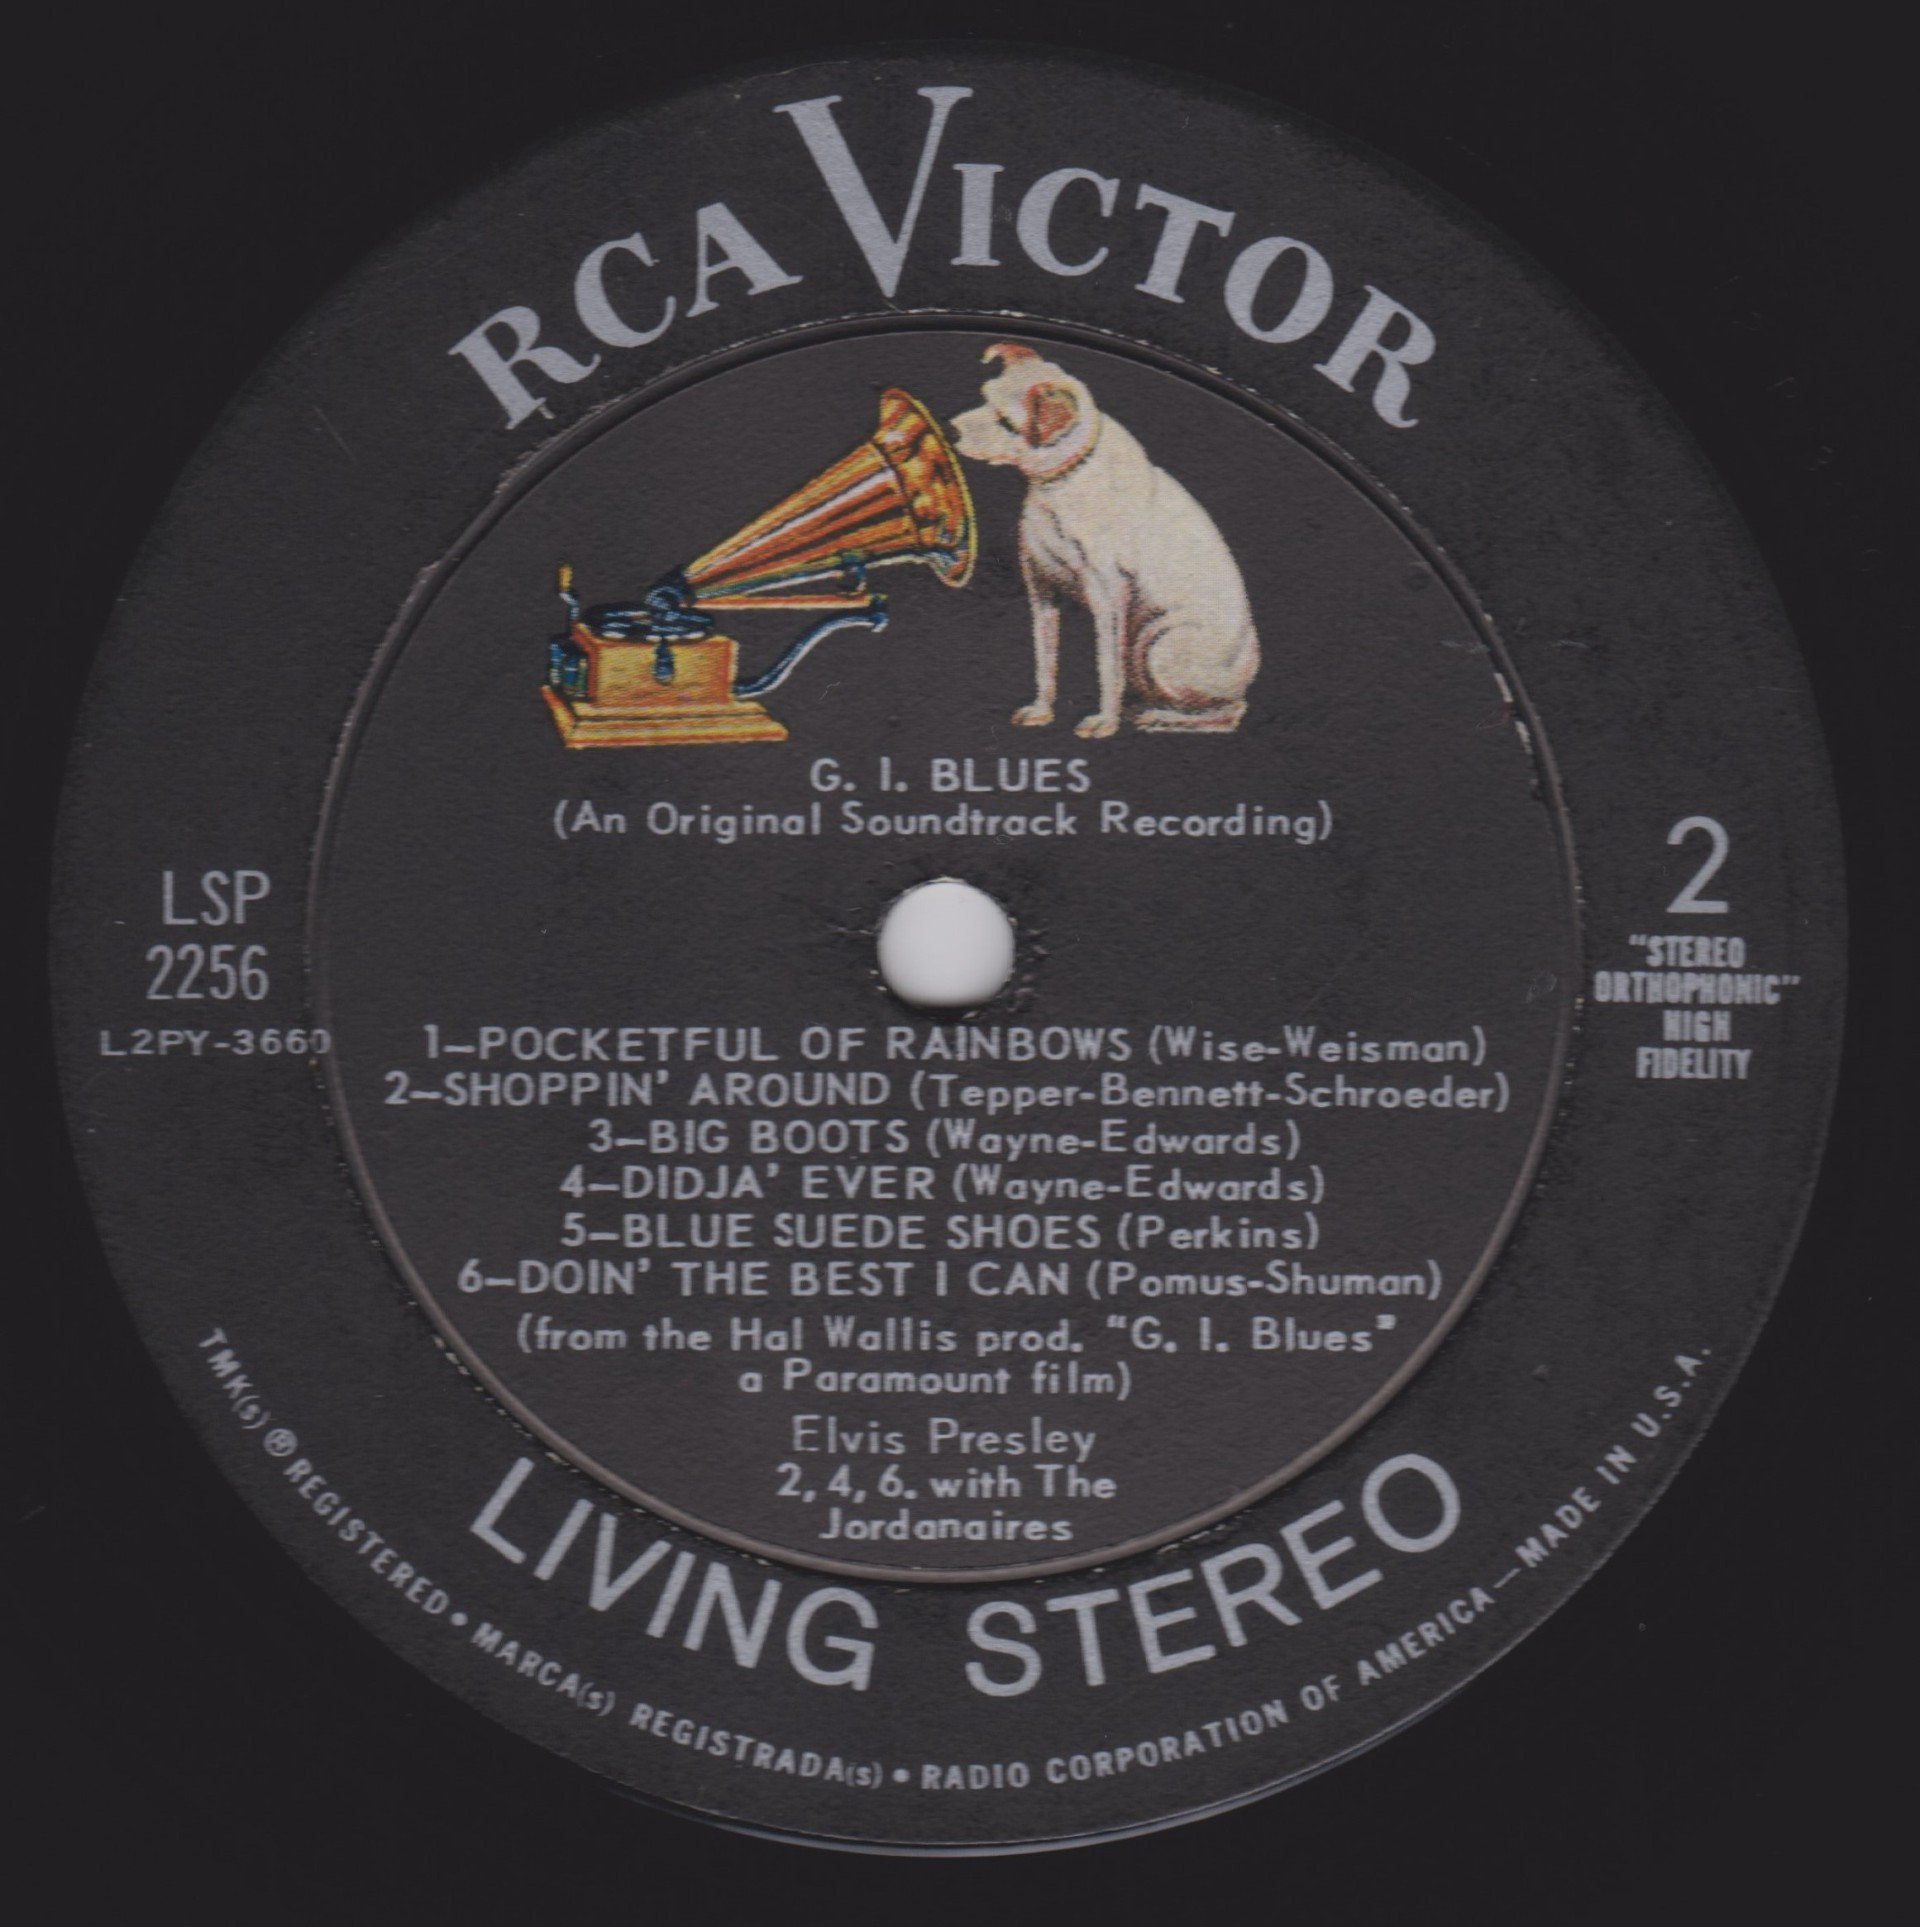 RCA VICTOR
G. I. BLUES
(An Original Soundtrack Recording)
LSP
2256
L2PY-3660
2
"STEREO
ORTHOPHONIC"
HIGH
FIDELITY
1—POCKETFUL OF RAINBOWS (Wise-Weisman)
2—SHOPPIN' AROUND (Tepper-Bennett-Schroeder)
3—BIG BOOTS (Wayne-Edwards)
4—DIDJA' EVER (Wayne-Edwards)
5—BLUE SUEDE SHOES (Perkins)
6—DOIN' THE BEST I CAN (Pomus-Shuman)
(from the Hal Wallis prod. "G. I. Blues"
a Paramount film)
Elvis Presley
2, 4, 6. with The
Jordanaires
LIVING STEREO
TMK(s) ® REGISTERED • MARCA(s) REGISTRADA(s) • RADIO CORPORATION OF AMERICA—MADE IN U.S.A.